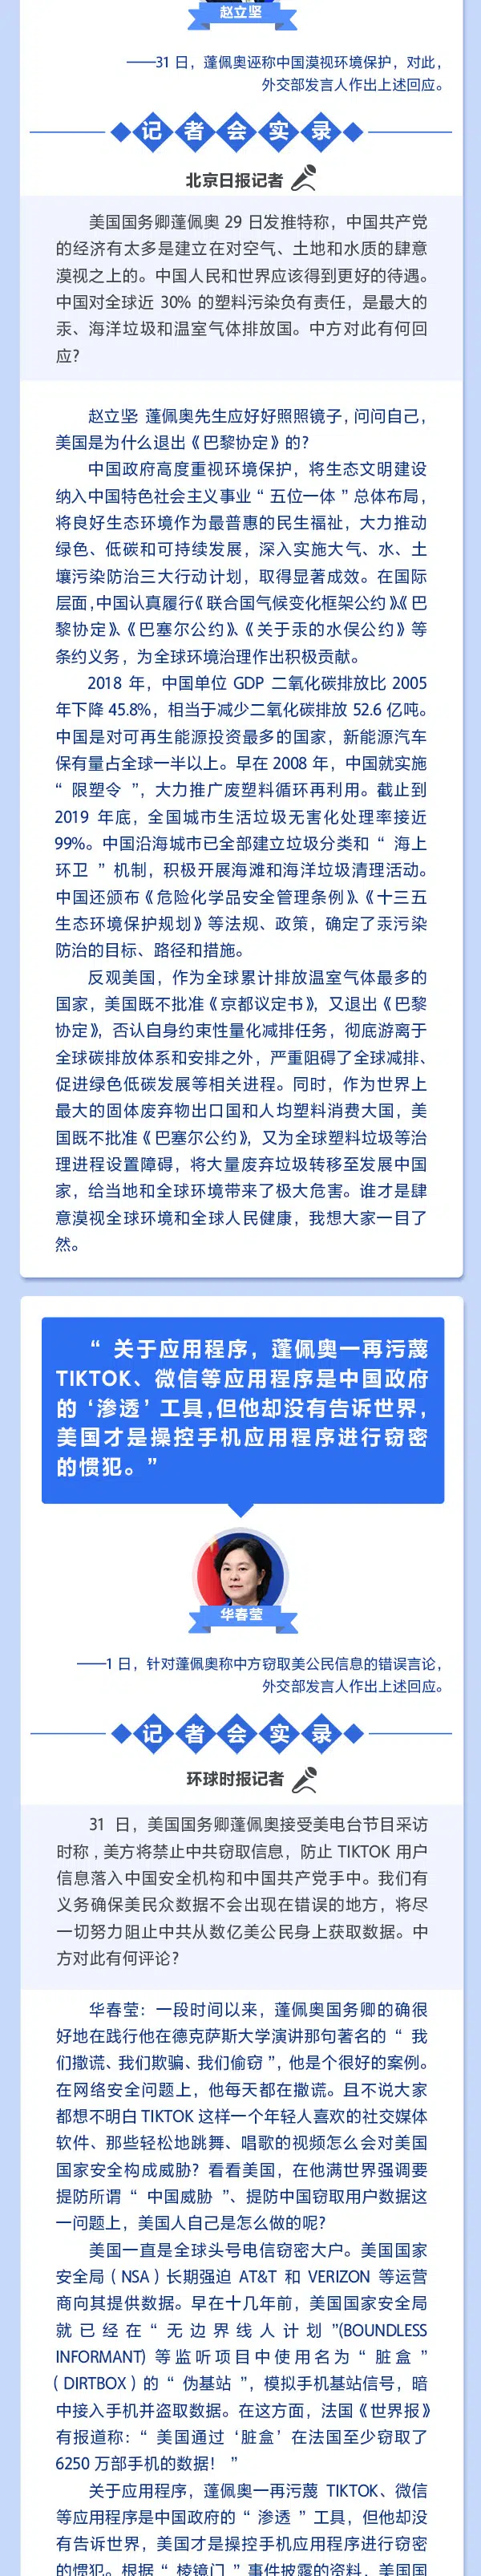 赵立坚
——31 日，蓬佩奥诬称中国漠视环境保护，对此，
外交部发言人作出上述回应。
记者会实录
北京日报记者
美国国务卿蓬佩奥 29 日发推特称，中国共产党
的经济有太多是建立在对空气、土地和水质的肆意
漠视之上的。中国人民和世界应该得到更好的待遇。
中国对全球近 30% 的塑料污染负有责任，是最大的
汞、海洋垃圾和温室气体排放国。中方对此有何回
应？
赵立坚 蓬佩奥先生应好好照照镜子，问问自己，
美国是为什么退出《巴黎协定》的？
中国政府高度重视环境保护，将生态文明建设
纳入中国特色社会主义事业“五位一体”总体布局，
将良好生态环境作为最普惠的民生福祉，大力推动
绿色、低碳和可持续发展，深入实施大气、水、土
壤污染防治三大行动计划，取得显著成效。在国际
层面，中国认真履行《联合国气候变化框架公约》《巴
黎协定》、《巴塞尔公约》、《关于汞的水俣公约》等
条约义务，为全球环境治理作出积极贡献。
2018 年，中国单位 GDP 二氧化碳排放比 2005
年下降 45.8%，相当于减少二氧化碳排放 52.6 亿吨。
中国是对可再生能源投资最多的国家，新能源汽车
保有量占全球一半以上。早在 2008 年，中国就实施
“限塑令”，大力推广废塑料循环再利用。截止到
2019 年底，全国城市生活垃圾无害化处理率接近
99%。中国沿海城市已全部建立垃圾分类和“海上
环卫”机制，积极开展海滩和海洋垃圾清理活动。
中国还颁布《危险化学品安全管理条例》、《十三五
生态环境保护规划》等法规、政策，确定了汞污染
防治的目标、路径和措施。
反观美国，作为全球累计排放温室气体最多的
国家，美国既不批准《京都议定书》，又退出《巴黎
协定》，否认自身约束性量化减排任务，彻底游离于
全球碳排放体系和安排之外，严重阻碍了全球减排、
促进绿色低碳发展等相关进程。同时，作为世界上
最大的固体废弃物出口国和人均塑料消费大国，美
国既不批准《巴塞尔公约》，又为全球塑料垃圾等治
理进程设置障碍，将大量废弃垃圾转移至发展中国
家，给当地和全球环境带来了极大危害。谁才是肆
意漠视全球环境和全球人民健康，我想大家一目了
然。
“关于应用程序，蓬佩奥一再污蔑
TIKTOK、微信等应用程序是中国政府
的‘渗透’工具，但他却没有告诉世界，
美国才是操控手机应用程序进行窃密
的惯犯。”
华春莹
——1 日，针对蓬佩奥称中方窃取美公民信息的错误言论，
外交部发言人作出上述回应。
记者会实录
环球时报记者
31 日，美国国务卿蓬佩奥接受美电台节目采访
时称，美方将禁止中共窃取信息，防止 TIKTOK 用户
信息落入中国安全机构和中国共产党手中。我们有
义务确保美民众数据不会出现在错误的地方，将尽
一切努力阻止中共从数亿美公民身上获取数据。中
方对此有何评论？
华春莹：一段时间以来，蓬佩奥国务卿的确很
好地在践行他在德克萨斯大学演讲那句著名的“我
们撒谎、我们欺骗、我们偷窃”，他是个很好的案例。
在网络安全问题上，他每天都在撒谎。且不说大家
都想不明白 TIKTOK 这样一个年轻人喜欢的社交媒体
软件、那些轻松地跳舞、唱歌的视频怎么会对美国
国家安全构成威胁？看看美国，在他满世界强调要
提防所谓“中国威胁”、提防中国窃取用户数据这
一问题上，美国人自己是怎么做的呢？
美国一直是全球头号电信窃密大户。美国国家
安全局（NSA）长期强迫 AT&T 和 VERIZON 等运营
商向其提供数据。早在十几年前，美国国家安全局
就已经在“无边界线人计划”(BOUNDLESS
INFORMANT) 等监听项目中使用名为“脏盒”
（DIRTBOX）的“伪基站”，模拟手机基站信号，暗
中接入手机并盗取数据。在这方面，法国《世界报》
有报道称：“美国通过‘脏盒’在法国至少窃取了
6250 万部手机的数据！”
关于应用程序，蓬佩奥一再污蔑 TIKTOK、微信
等应用程序是中国政府的“渗透”工具，但他却没
有告诉世界，美国才是操控手机应用程序进行窃密
的惯犯。根据“棱镜门”事件披露的资料，美国国